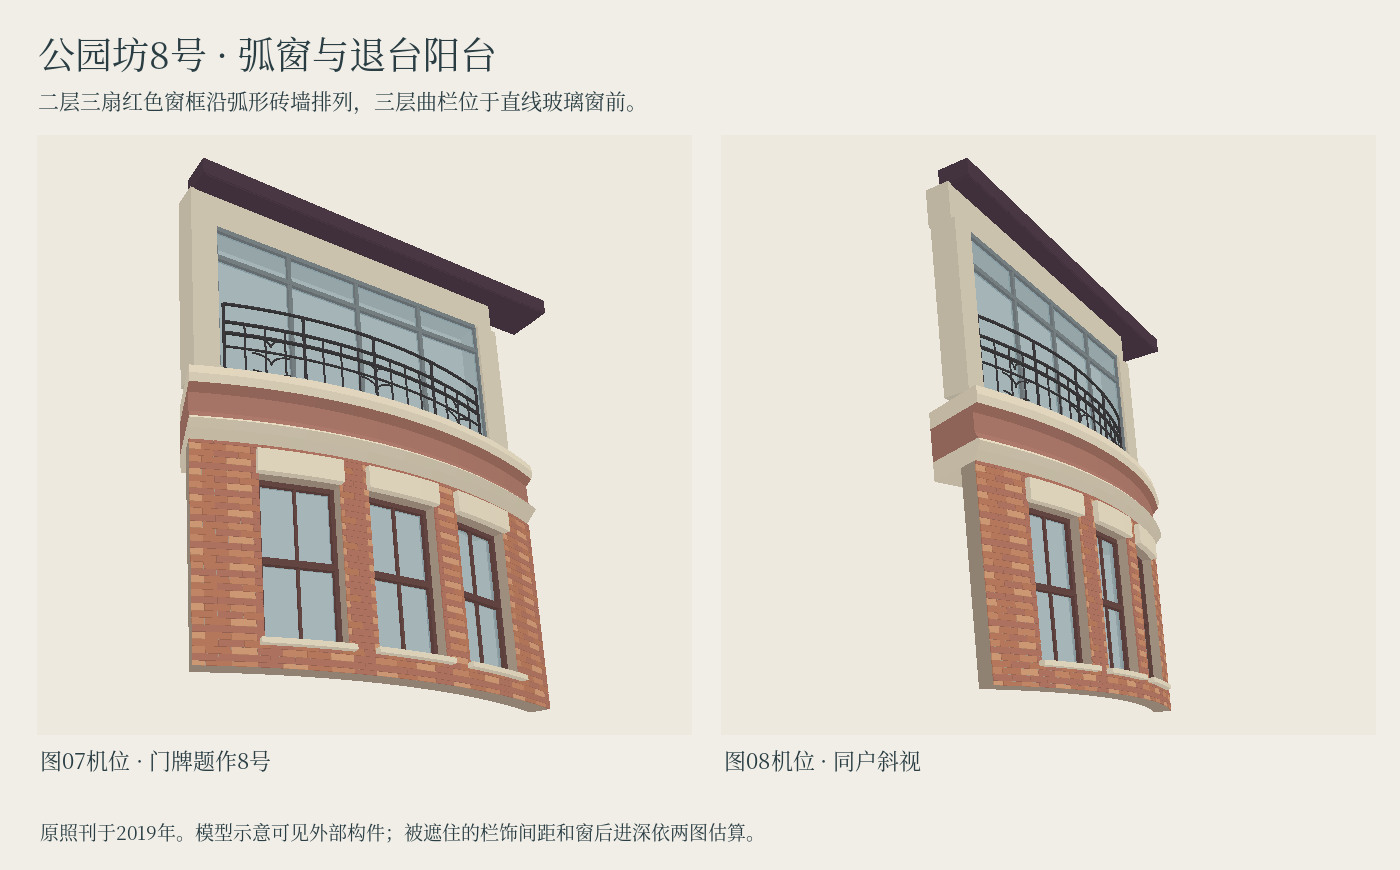 公园坊8号 · 弧窗与退台阳台
二层三扇红色窗框沿弧形砖墙排列，三层曲栏位于直线玻璃窗前。
图07机位 · 门牌题作8号
图08机位 · 同户斜视
原照刊于2019年。模型示意可见外部构件；被遮住的栏饰间距和窗后进深依两图估算。